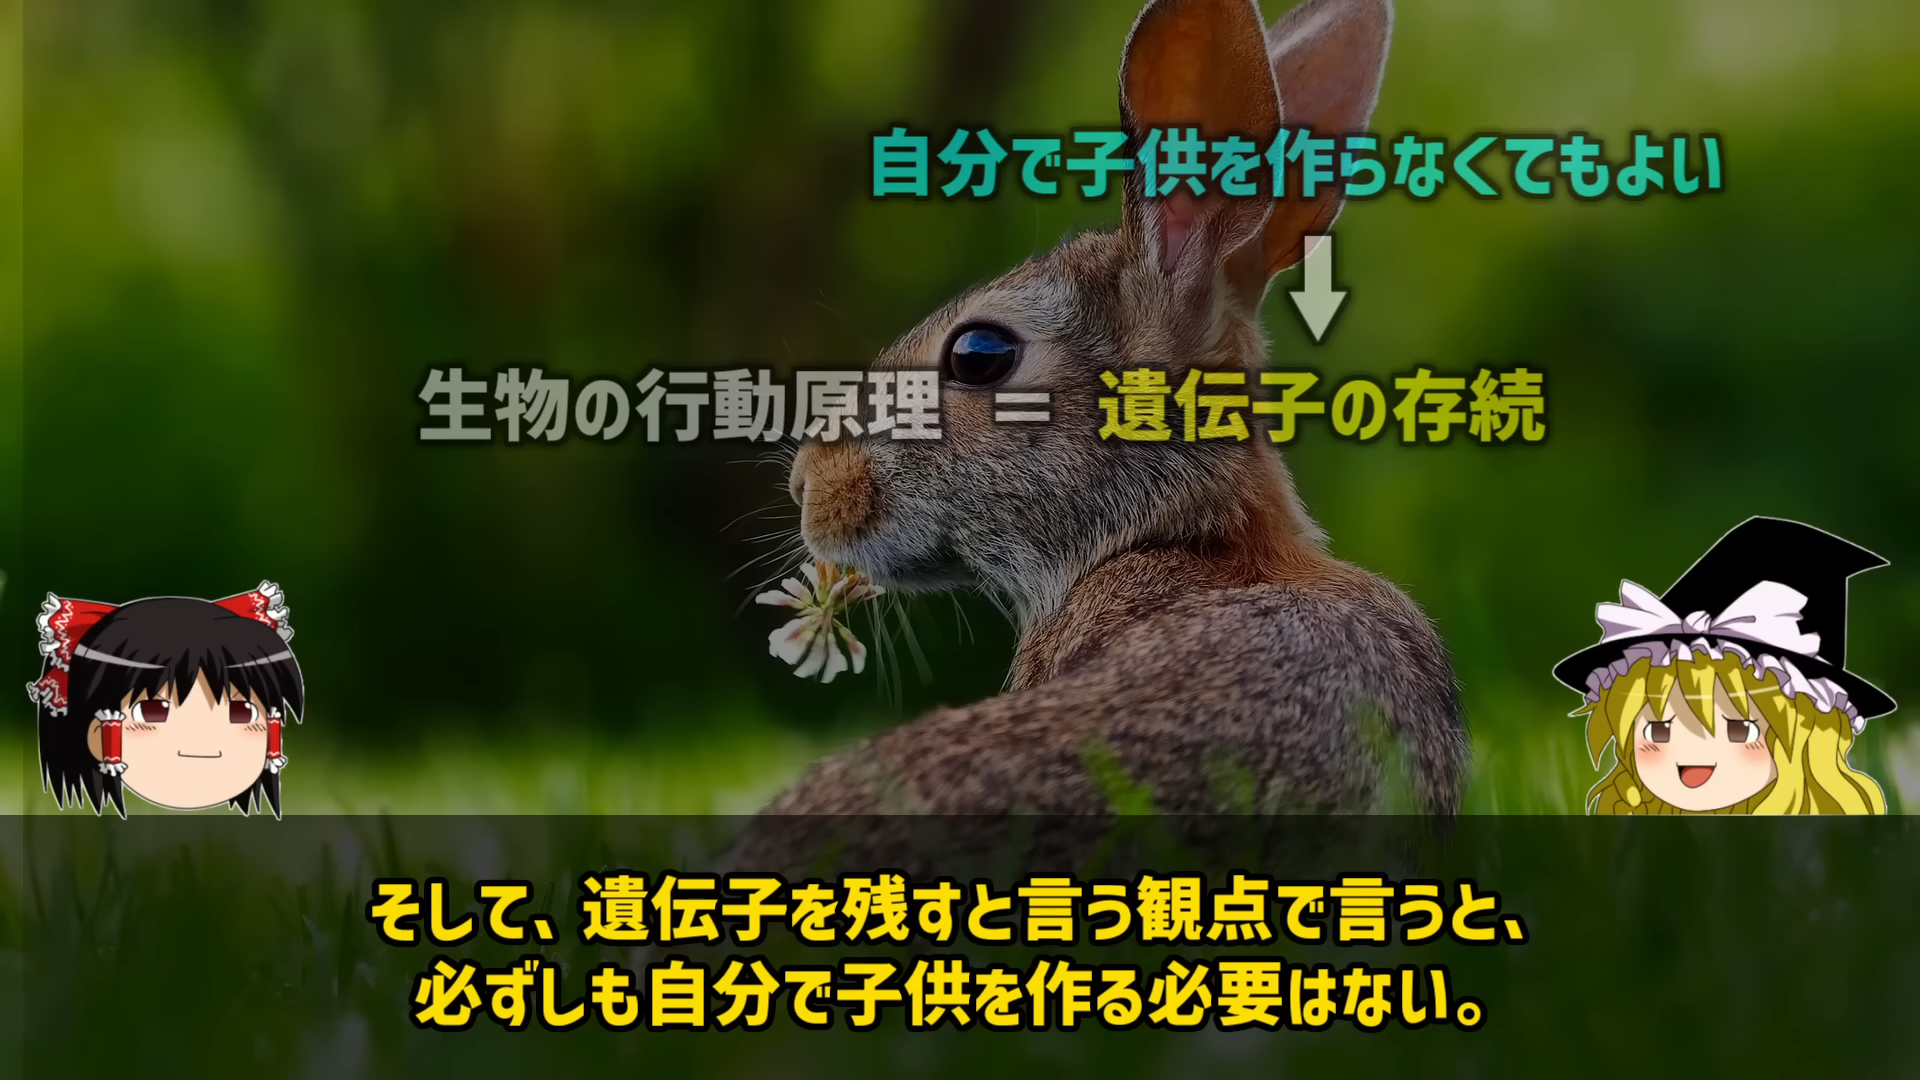 自分で子供を作らなくてもよい
生物の行動原理 = 遺伝子の存続
そして、遺伝子を残すと言う観点で言うと、
必ずしも自分で子供を作る必要はない。